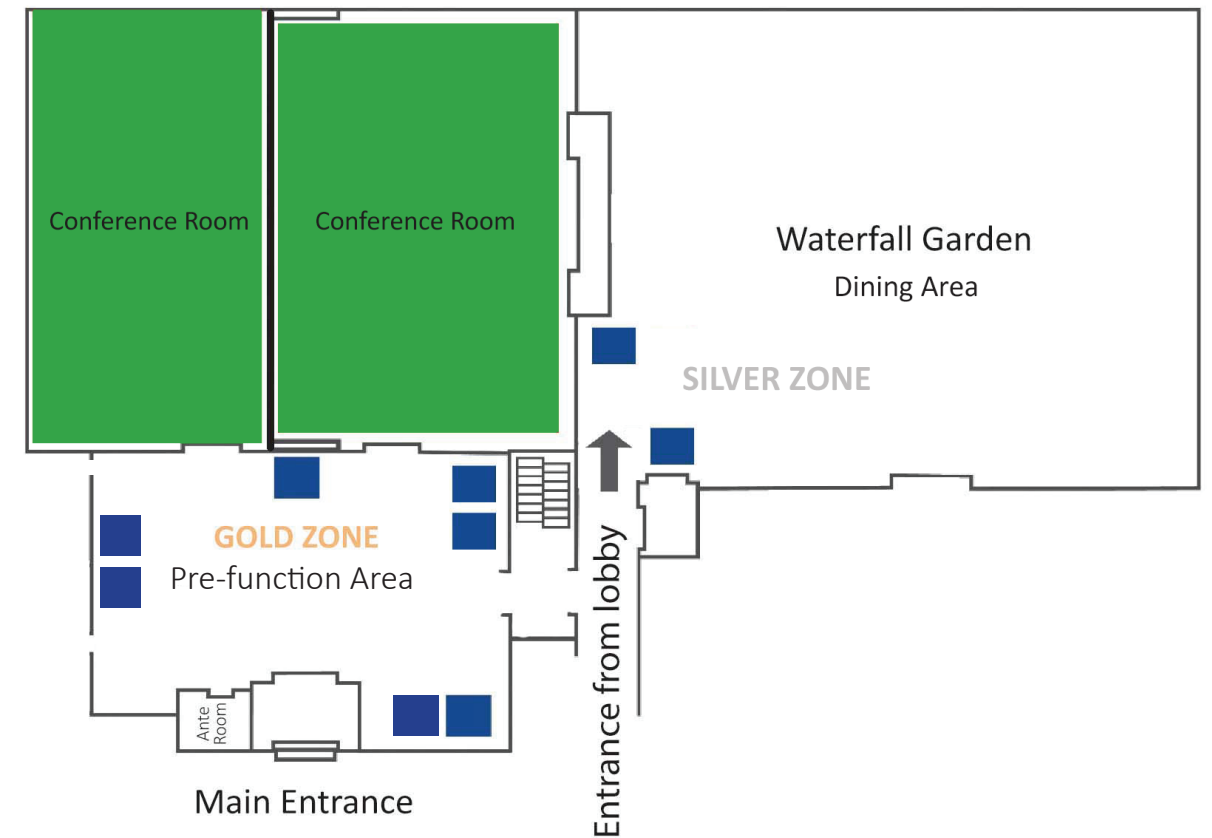 Conference Room
Conference Room
Waterfall Garden
Dining Area
SILVER ZONE
GOLD ZONE
Pre-function Area
Entrance from lobby
Ante
Room
Main Entrance